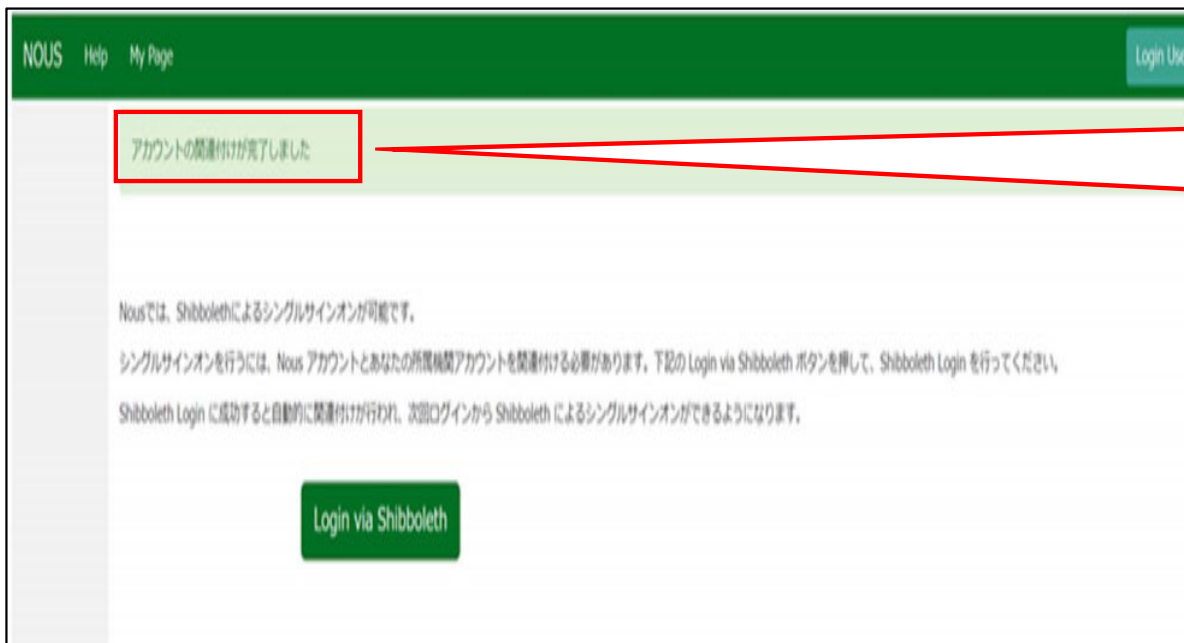 NOUS Help My Page Login Use
アカウントの関連付けが完了しました
Nousでは、Shibbolethによるシングルサインオンが可能です。
シングルサインオンを行うには、Nous アカウントとあなたの所属機関アカウントを関連付ける必要があります。下記の Login via Shibboleth ボタンを押して、Shibboleth Login を行ってください。
Shibboleth Login に成功すると自動的に関連付けが行われ、次回ログインから Shibboleth によるシングルサインオンができるようになります。
Login via Shibboleth